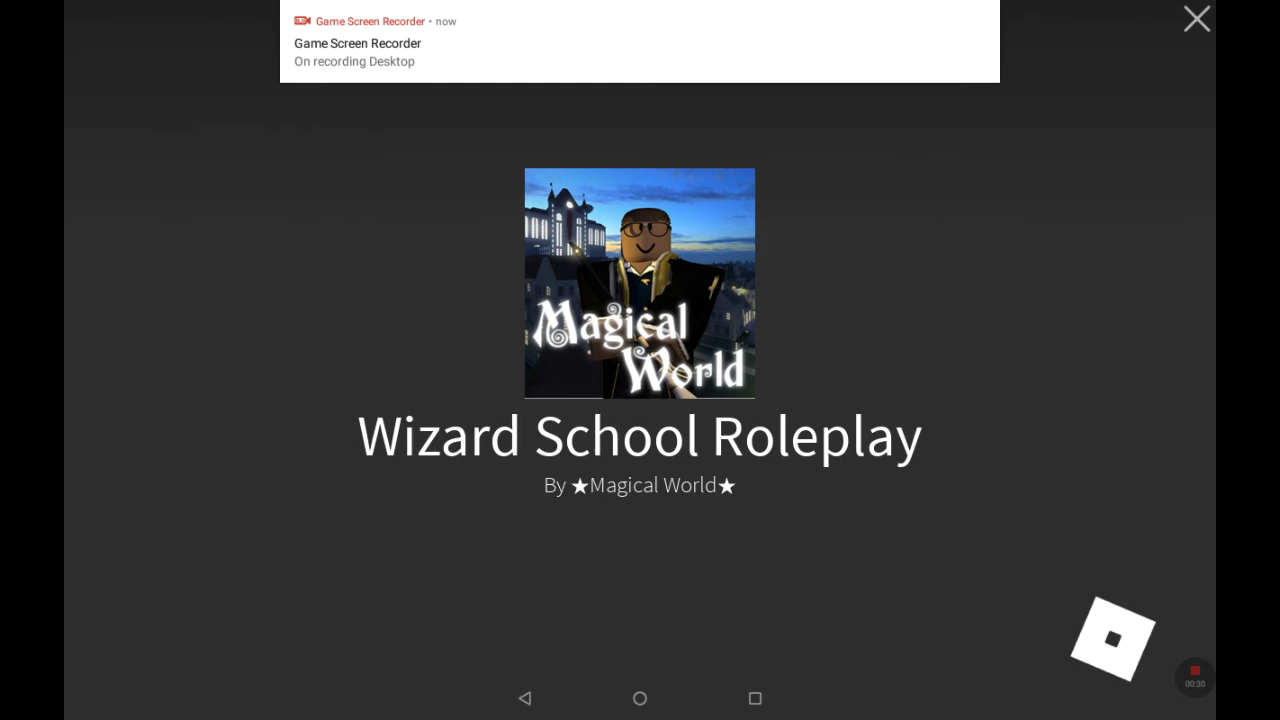 Game Screen Recorder • now
Game Screen Recorder
On recording Desktop
Magical
World
Wizard School Roleplay
By ★Magical World★
00:30